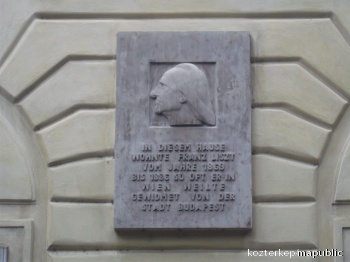 IN DIESEM HAUSE
WOHNTE FRANZ LISZT
VOM JAHRE 1869
BIS 1886 SO OFT ER IN
WIEN WEILTE
GEWIDMET VON DER
STADT BUDAPEST
kozterkepinapublic